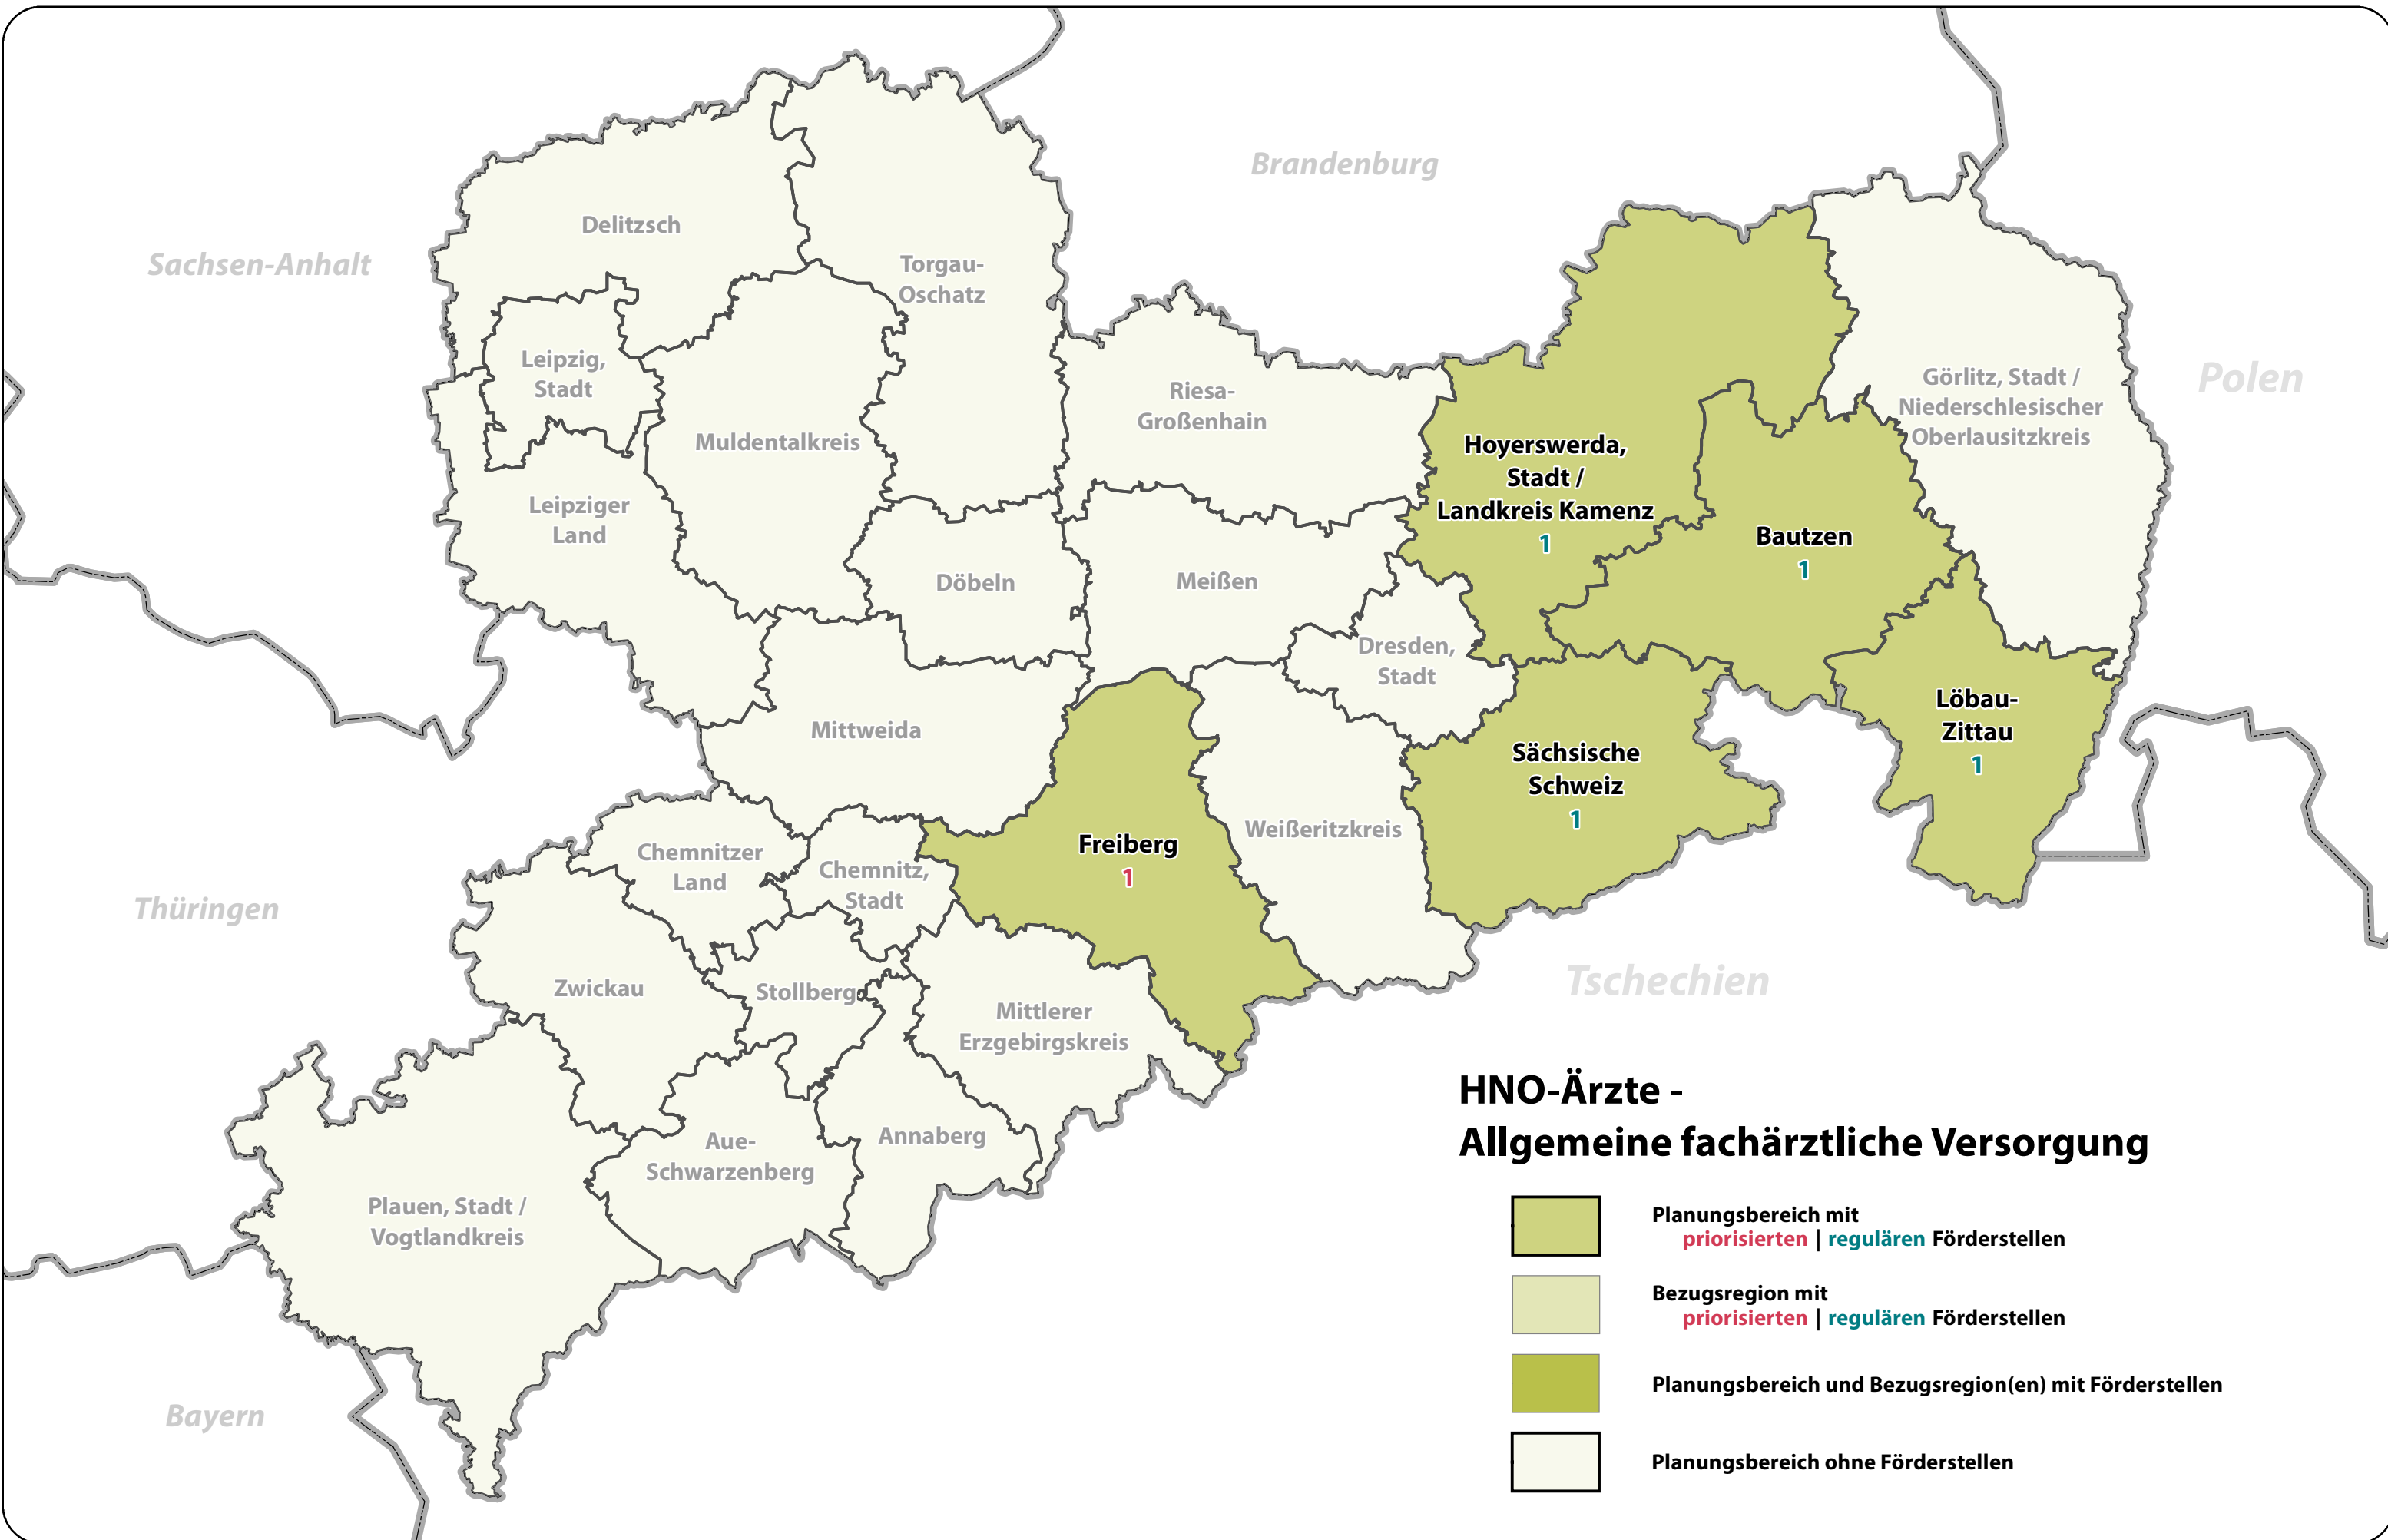 Brandenburg
Sachsen-Anhalt
Polen
Thüringen
Tschechien
Bayern
Delitzsch
Torgau-
Oschatz
Leipzig,
Stadt
Muldentalkreis
Leipziger
Land
Riesa-
Großenhain
Görlitz, Stadt /
Niederschlesischer
Oberlausitzkreis
Hoyerswerda,
Stadt /
Landkreis Kamenz
1
Bautzen
1
Döbeln
Meißen
Dresden,
Stadt
Löbau-
Zittau
1
Mittweida
Sächsische
Schweiz
1
Freiberg
1
Weißeritzkreis
Chemnitzer
Land
Chemnitz,
Stadt
Zwickau
Stollberg
Mittlerer
Erzgebirgskreis
Aue-
Schwarzenberg
Annaberg
Plauen, Stadt /
Vogtlandkreis
HNO-Ärzte -
Allgemeine fachärztliche Versorgung
Planungsbereich mit
priorisierten | regulären Förderstellen
Bezugsregion mit
priorisierten | regulären Förderstellen
Planungsbereich und Bezugsregion(en) mit Förderstellen
Planungsbereich ohne Förderstellen